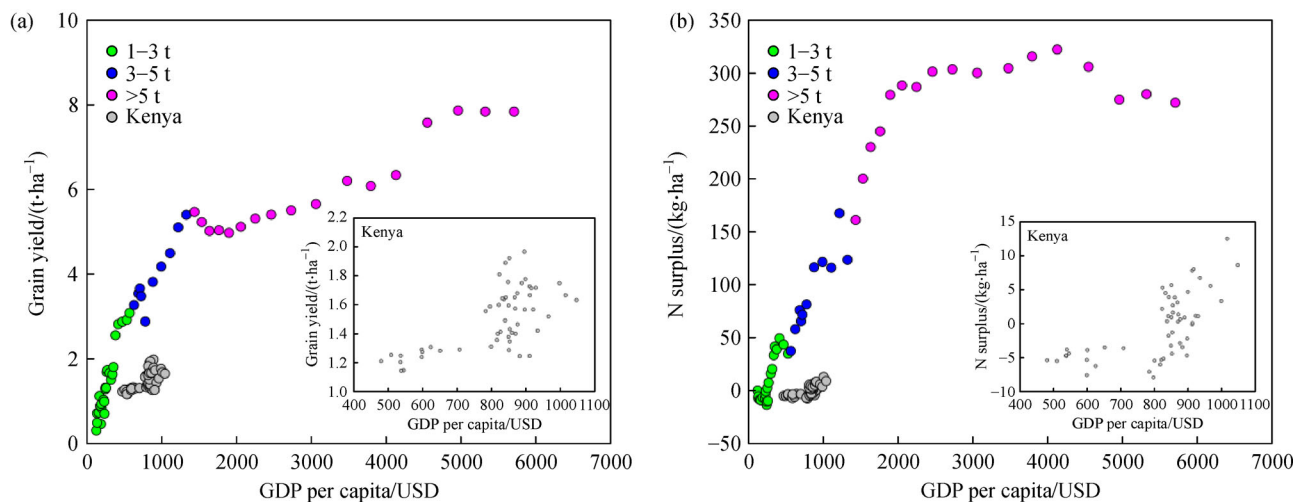 (a)
10
8
6
4
2
0
Grain yield/(t·ha⁻¹)
1−3 t
3−5 t
>5 t
Kenya
0 1000 2000 3000 4000 5000 6000 7000
GDP per capita/USD
Kenya
2.2
2.0
1.8
1.6
1.4
1.2
1.0
Grain yield/(t·ha⁻¹)
400 500 600 700 800 900 1000 1100
GDP per capita/USD
(b)
350
300
250
200
150
100
50
0
−50
N surplus/(kg·ha⁻¹)
1−3 t
3−5 t
>5 t
Kenya
0 1000 2000 3000 4000 5000 6000 7000
GDP per capita/USD
Kenya
15
10
5
0
−5
−10
N surplus/(kg·ha⁻¹)
400 500 600 700 800 900 1000 1100
GDP per capita/USD